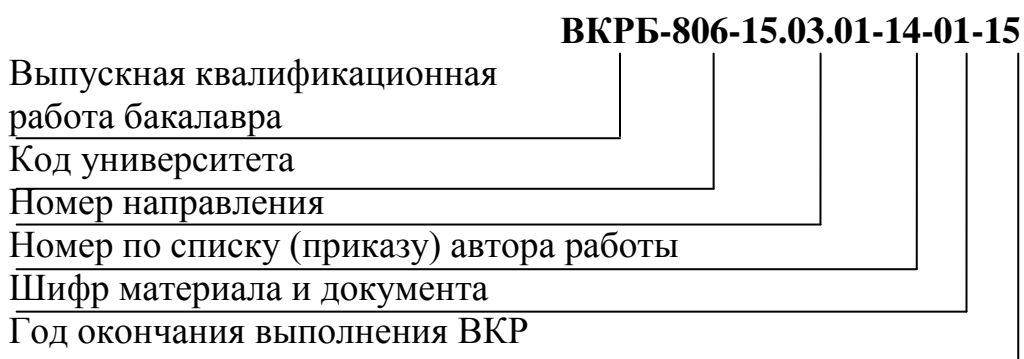 ВКРБ-806-15.03.01-14-01-15
Выпускная квалификационная
работа бакалавра
Код университета
Номер направления
Номер по списку (приказу) автора работы
Шифр материала и документа
Год окончания выполнения ВКР